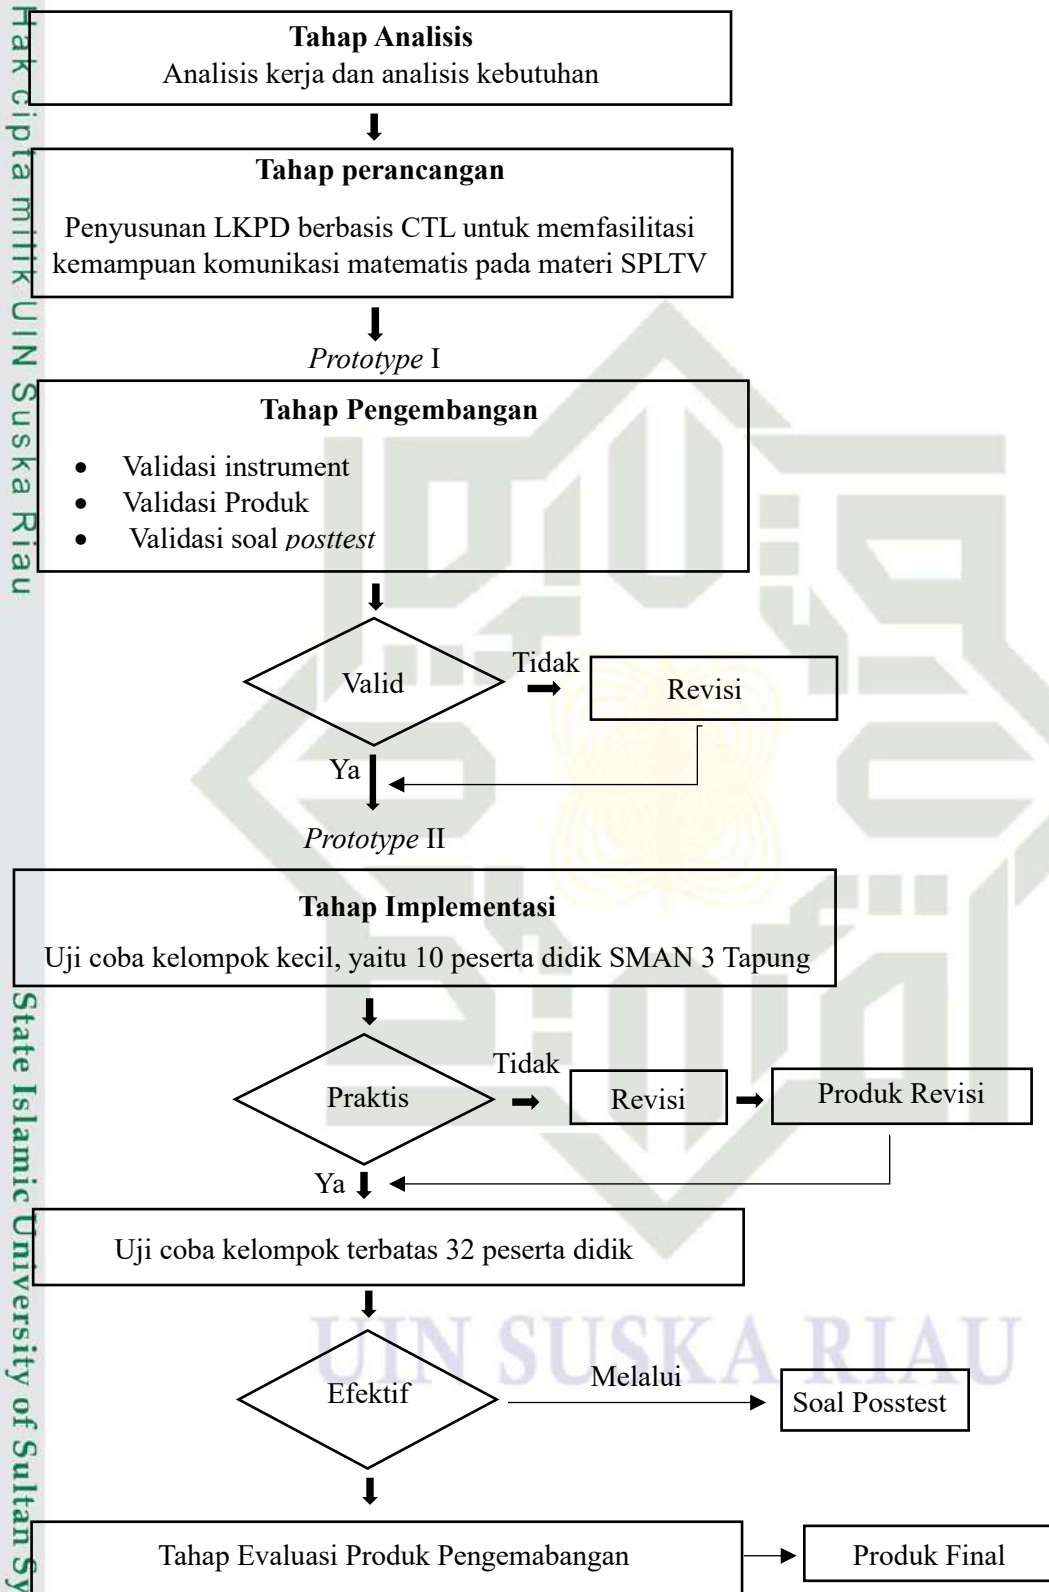 Hak cipta milik UIN Suska Riau
State Islamic University of Sultan Sy
Tahap Analisis
Analisis kerja dan analisis kebutuhan
Tahap perancangan
Penyusunan LKPD berbasis CTL untuk memfasilitasi
kemampuan komunikasi matematis pada materi SPLTV
Prototype I
Tahap Pengembangan
• Validasi instrument
• Validasi Produk
• Validasi soal posttest
Valid
Tidak
Revisi
Ya
Prototype II
Tahap Implementasi
Uji coba kelompok kecil, yaitu 10 peserta didik SMAN 3 Tapung
Praktis
Tidak
Revisi
Produk Revisi
Ya
Uji coba kelompok terbatas 32 peserta didik
UIN SUSKA RIAU
Efektif
Melalui
Soal Posstest
Tahap Evaluasi Produk Pengemabangan
Produk Final